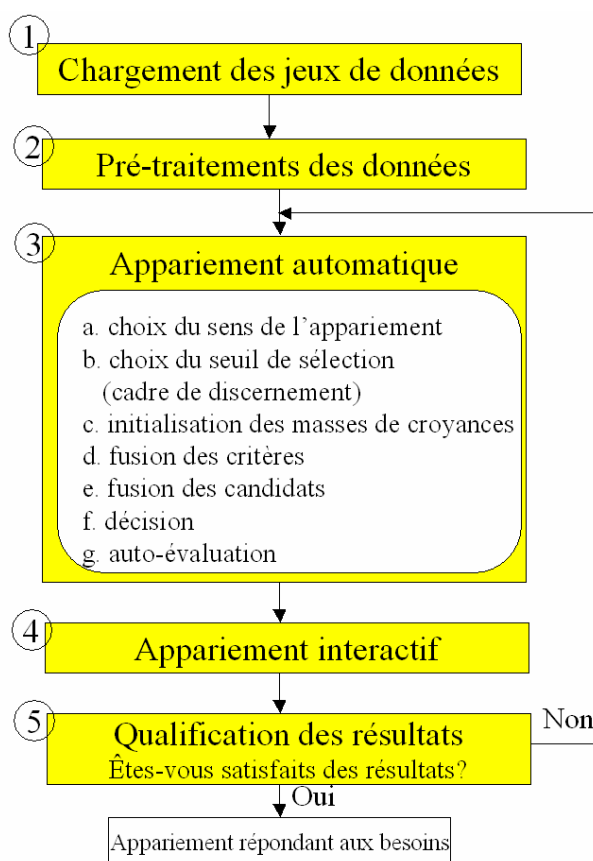 1
Chargement des jeux de données
2
Pré-traitements des données
3
Appariement automatique
a. choix du sens de l'appariement
b. choix du seuil de sélection
(cadre de discernement)
c. initialisation des masses de croyances
d. fusion des critères
e. fusion des candidats
f. décision
g. auto-évaluation
4
Appariement interactif
5
Qualification des résultats
Êtes-vous satisfaits des résultats?
Non
Oui
Appariement répondant aux besoins